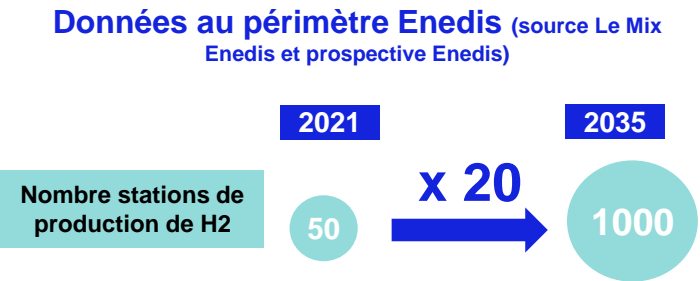 Données au périmètre Enedis (source Le Mix
Enedis et prospective Enedis)
2021
2035
Nombre stations de
production de H2
50
x 20
1000